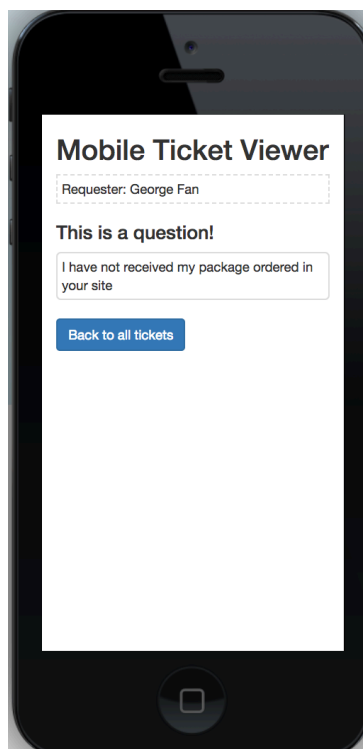 Mobile Ticket Viewer
Requester: George Fan
This is a question!
I have not received my package ordered in
your site
Back to all tickets